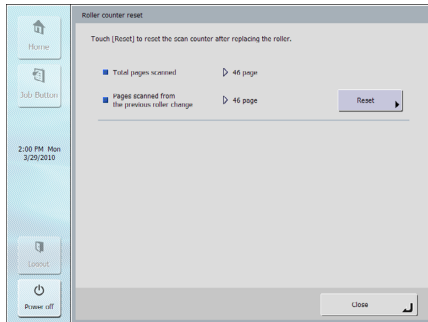 Roller counter reset
Home
Touch [Reset] to reset the scan counter after replacing the roller.
Total pages scanned
46 page
Job Button
Pages scanned from
the previous roller change
46 page
Reset
2:00 PM Mon
3/29/2010
Logout
Power off
Close